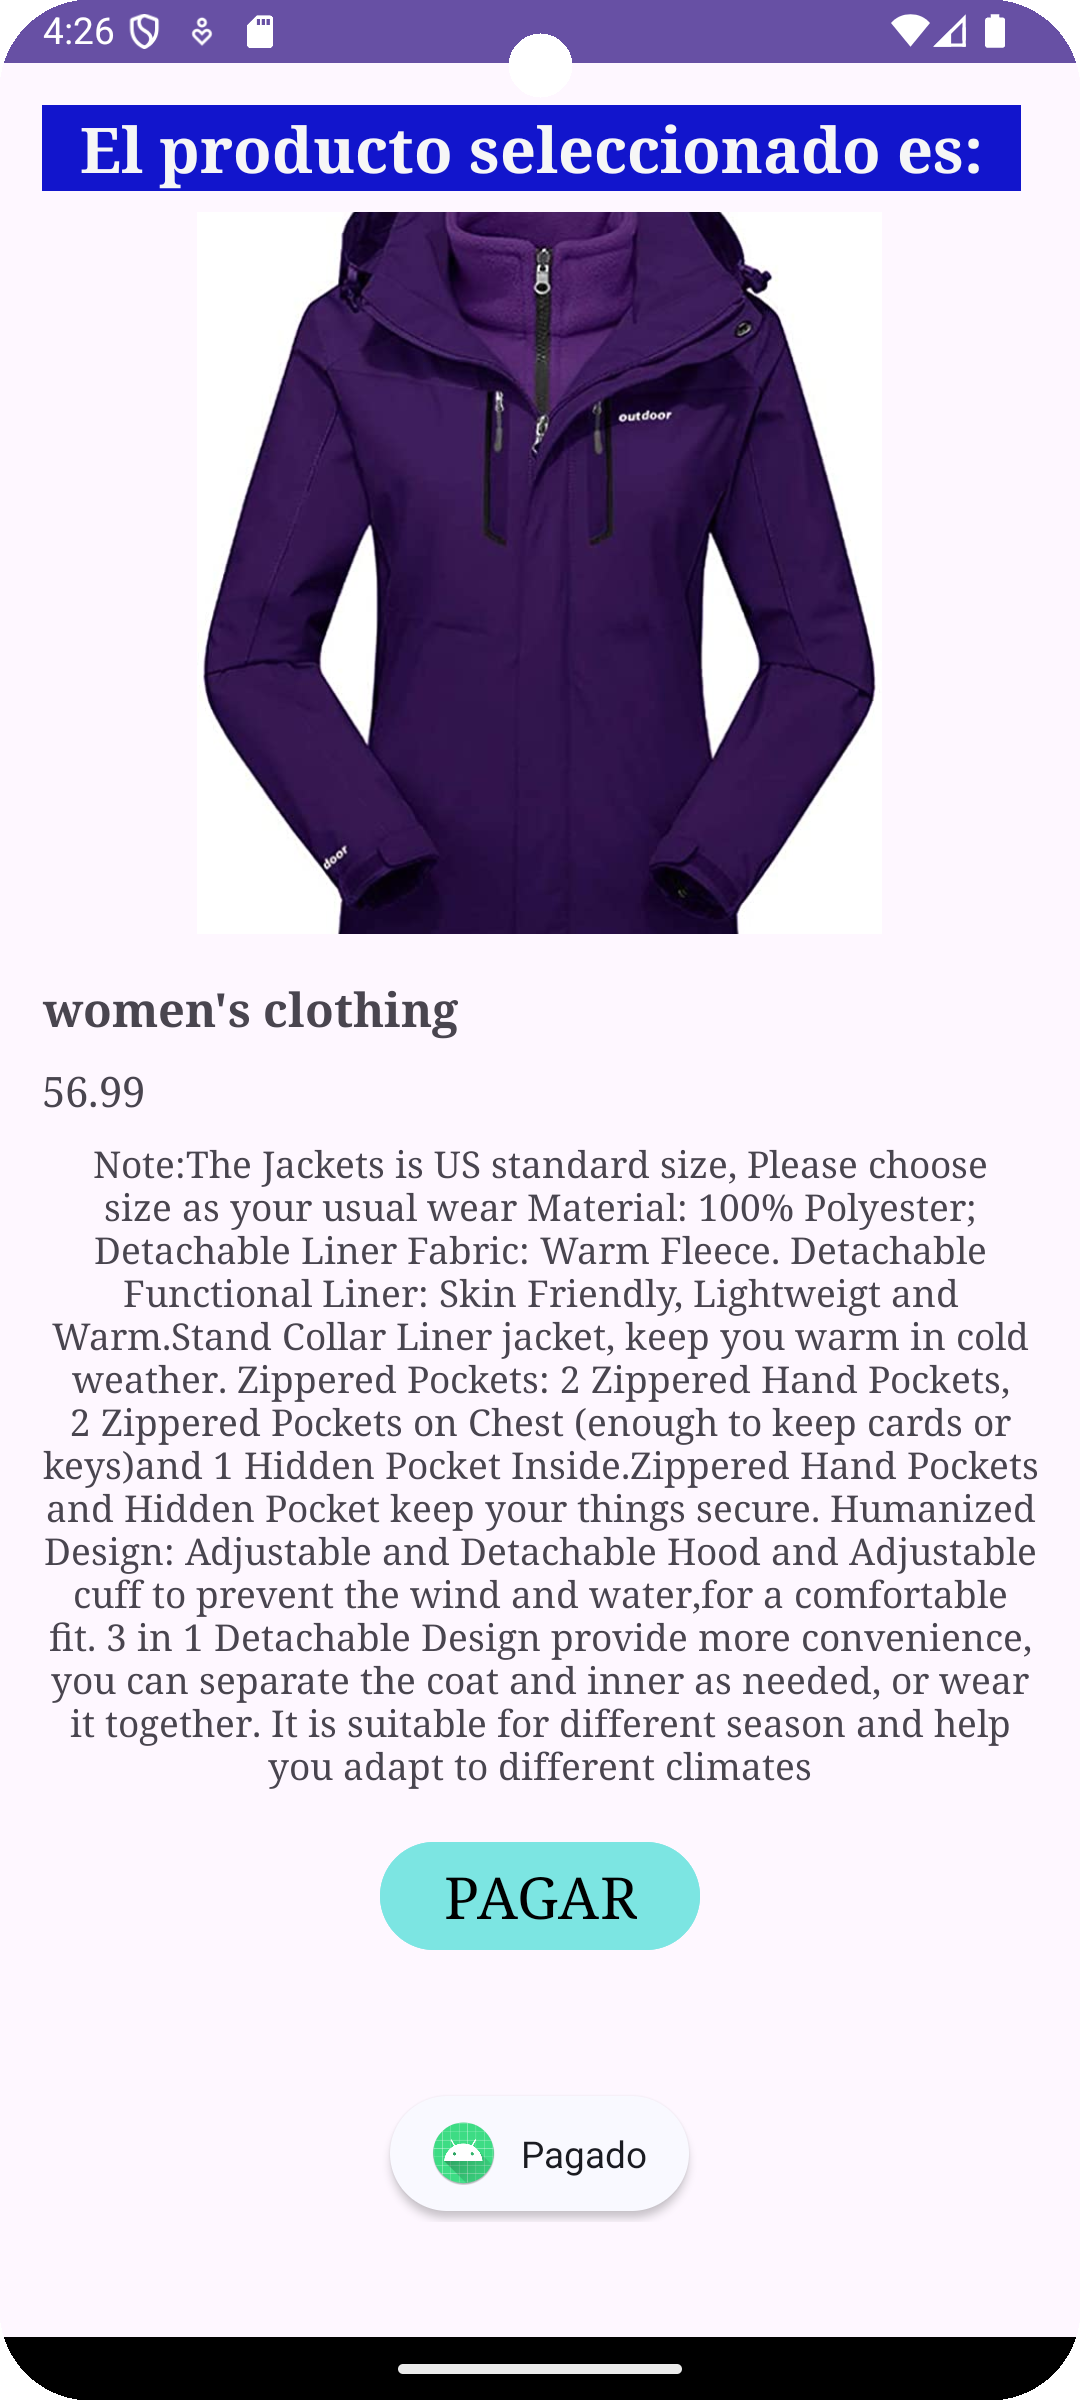 4:26
El producto seleccionado es:
outdoor
door
women's clothing
56.99
Note:The Jackets is US standard size, Please choose
size as your usual wear Material: 100% Polyester;
Detachable Liner Fabric: Warm Fleece. Detachable
Functional Liner: Skin Friendly, Lightweigt and
Warm.Stand Collar Liner jacket, keep you warm in cold
weather. Zippered Pockets: 2 Zippered Hand Pockets,
2 Zippered Pockets on Chest (enough to keep cards or
keys)and 1 Hidden Pocket Inside.Zippered Hand Pockets
and Hidden Pocket keep your things secure. Humanized
Design: Adjustable and Detachable Hood and Adjustable
cuff to prevent the wind and water,for a comfortable
fit. 3 in 1 Detachable Design provide more convenience,
you can separate the coat and inner as needed, or wear
it together. It is suitable for different season and help
you adapt to different climates
PAGAR
Pagado